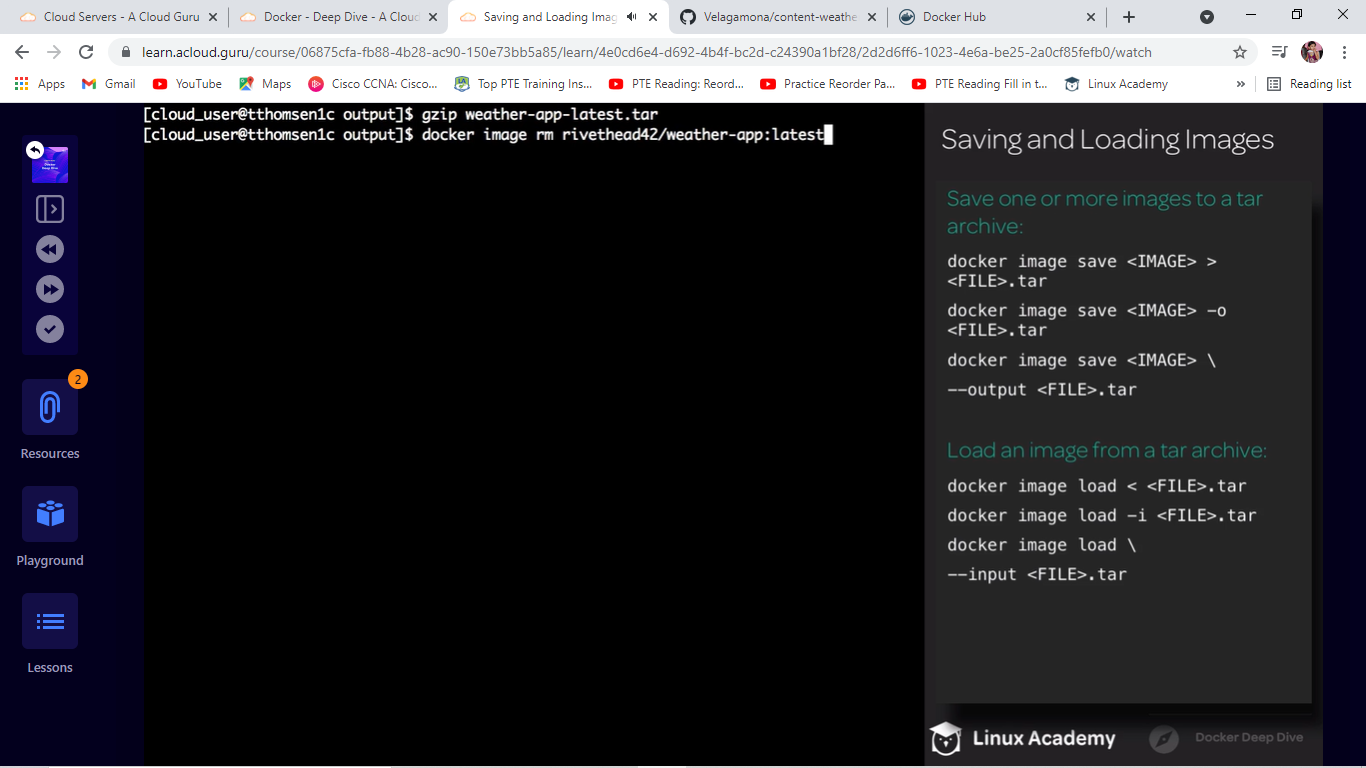 Cloud Servers - A Cloud Guru
Docker - Deep Dive - A Cloud
Saving and Loading Imag
Velagamona/content-weathe
Docker Hub
learn.acloud.guru/course/06875cfa-fb88-4b28-ac90-150e73bb5a85/learn/4e0cd6e4-d692-4b4f-bc2d-c24390a1bf28/2d2d6ff6-1023-4e6a-be25-2a0cf85fefb0/watch
Apps
Gmail
YouTube
Maps
Cisco CCNA: Cisco...
Top PTE Training Ins...
PTE Reading: Reord...
Practice Reorder Pa...
PTE Reading Fill in t...
Linux Academy
»
Reading list
[cloud_user@tthomsen1c output]$ gzip weather-app-latest.tar
[cloud_user@tthomsen1c output]$ docker image rm rivethead42/weather-app:latest
Docker
Deep Dive
2
Resources
Playground
Lessons
Saving and Loading Images
Save one or more images to a tar
archive:
docker image save <IMAGE> >
<FILE>.tar
docker image save <IMAGE> -o
<FILE>.tar
docker image save <IMAGE> \
--output <FILE>.tar
Load an image from a tar archive:
docker image load < <FILE>.tar
docker image load -i <FILE>.tar
docker image load \
--input <FILE>.tar
Linux Academy
Docker Deep Dive